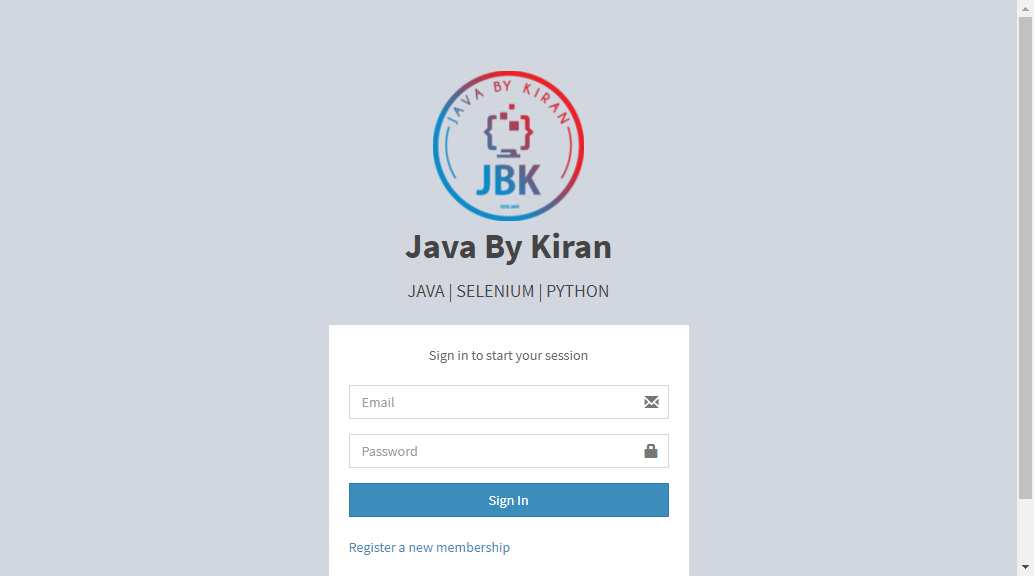 JAVA BY KIRAN
JBK
Java By Kiran
JAVA | SELENIUM | PYTHON
Sign in to start your session
Email
Password
Sign In
Register a new membership